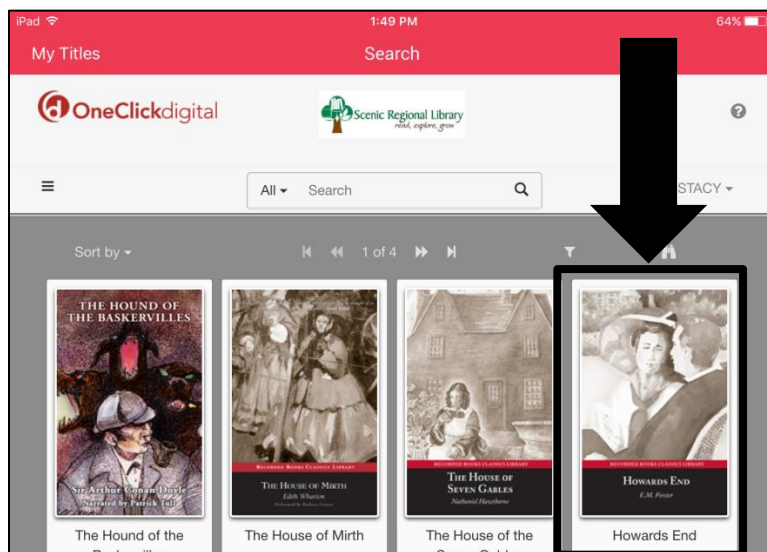 iPad 1:49 PM 64%
My Titles Search
OneClickdigital
Scenic Regional Library
read, explore, grow
All Search STACY
Sort by 1 of 4
THE HOUND OF
THE BASKERVILLES
Sir Arthur Conan Doyle
Narrated by Patrick Tull
The Hound of the
RECORDED BOOKS CLASSICS LIBRARY
THE HOUSE OF MIRTH
Edith Wharton
The House of Mirth
RECORDED BOOKS CLASSICS LIBRARY
THE HOUSE OF
SEVEN GABLES
Nathaniel Hawthorne
The House of the
RECORDED BOOKS CLASSICS LIBRARY
HOWARDS END
E.M. Forster
Howards End